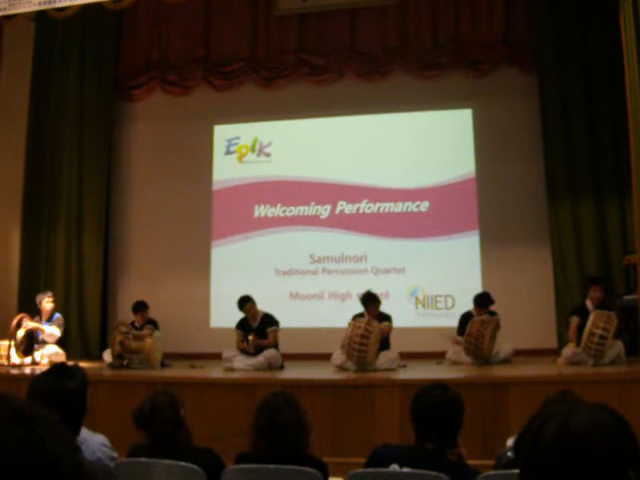 EPIK
Welcoming Performance
Samulnori
Traditional Percussion Quartet
Moonil High school
NIIED